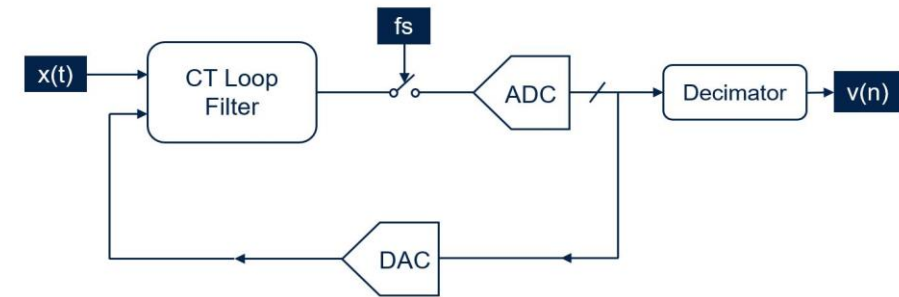 fs
x(t)
CT Loop
Filter
ADC
Decimator
v(n)
DAC